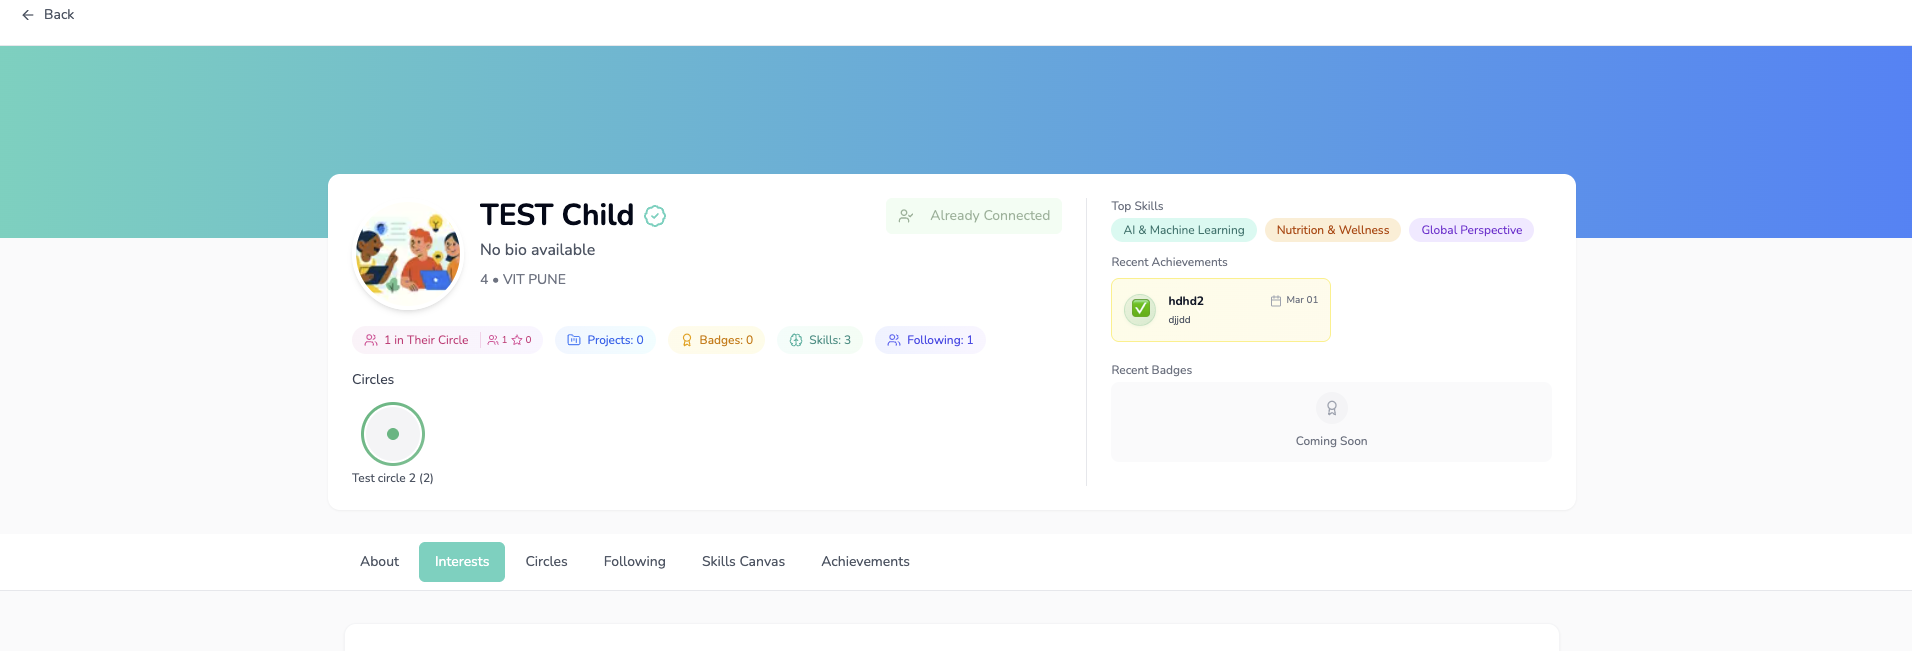 Back
TEST Child
Already Connected
No bio available
4 • VIT PUNE
1 in Their Circle 1 0
Projects: 0
Badges: 0
Skills: 3
Following: 1
Circles
Test circle 2 (2)
Top Skills
AI & Machine Learning
Nutrition & Wellness
Global Perspective
Recent Achievements
hdhd2
Mar 01
djjdd
Recent Badges
Coming Soon
About
Interests
Circles
Following
Skills Canvas
Achievements